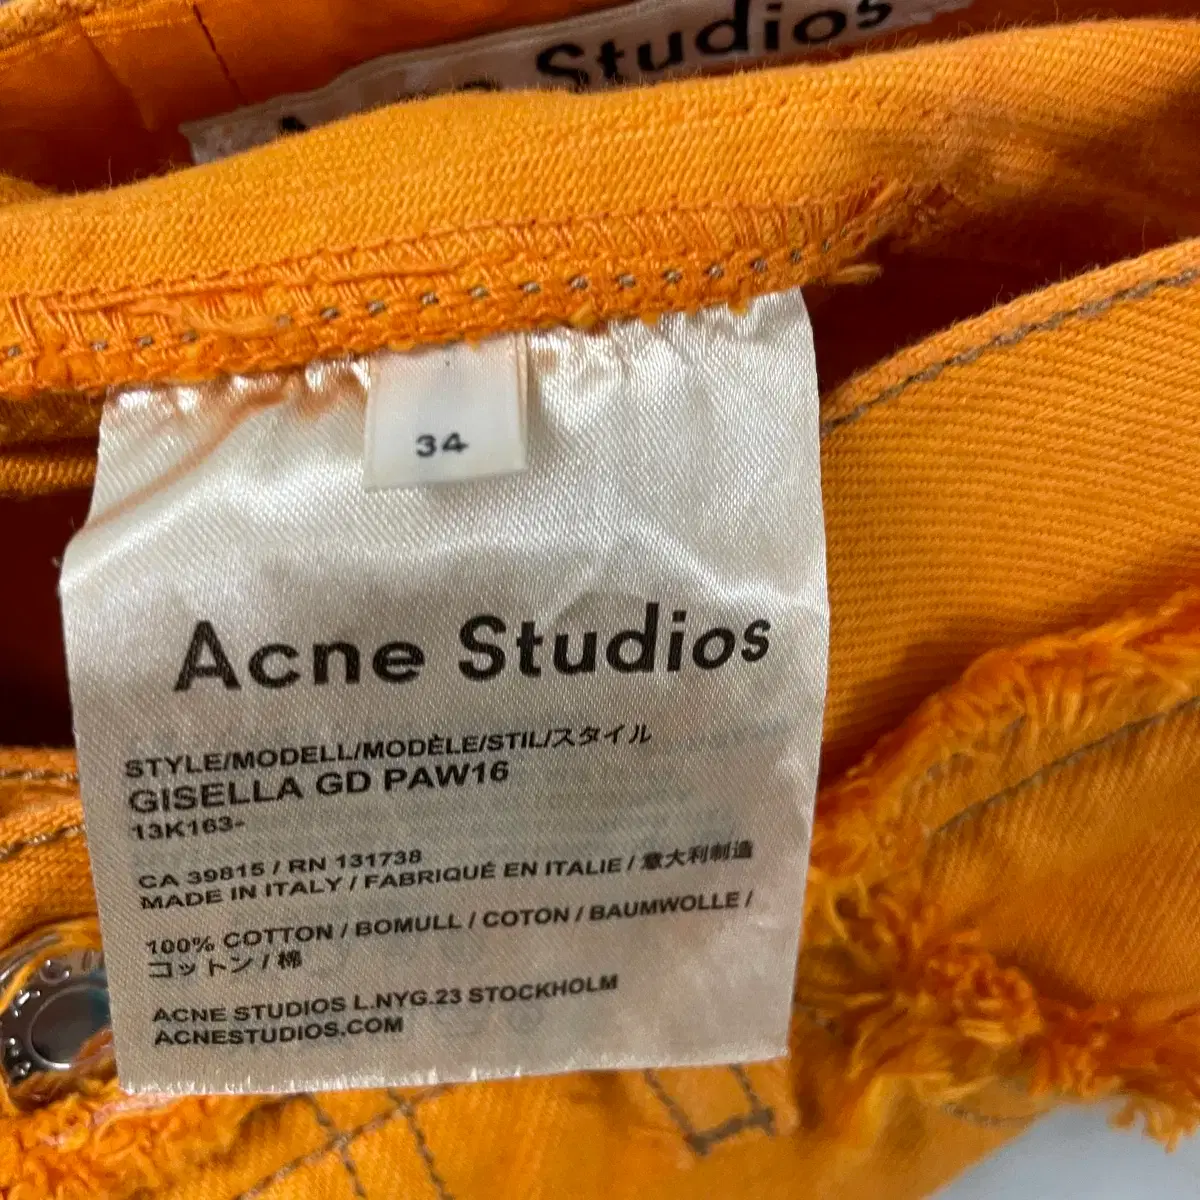 Studios
34
Acne Studios
STYLE/MODELL/MODÈLE/STIL/スタイル
GISELLA GD PAW16
13K163-
CA 39815 / RN 131738
MADE IN ITALY / FABRIQUÉ EN ITALIE / 意大利制造
100% COTTON / BOMULL / COTON / BAUMWOLLE /
コットン / 棉
ACNE STUDIOS L.NYG.23 STOCKHOLM
ACNESTUDIOS.COM